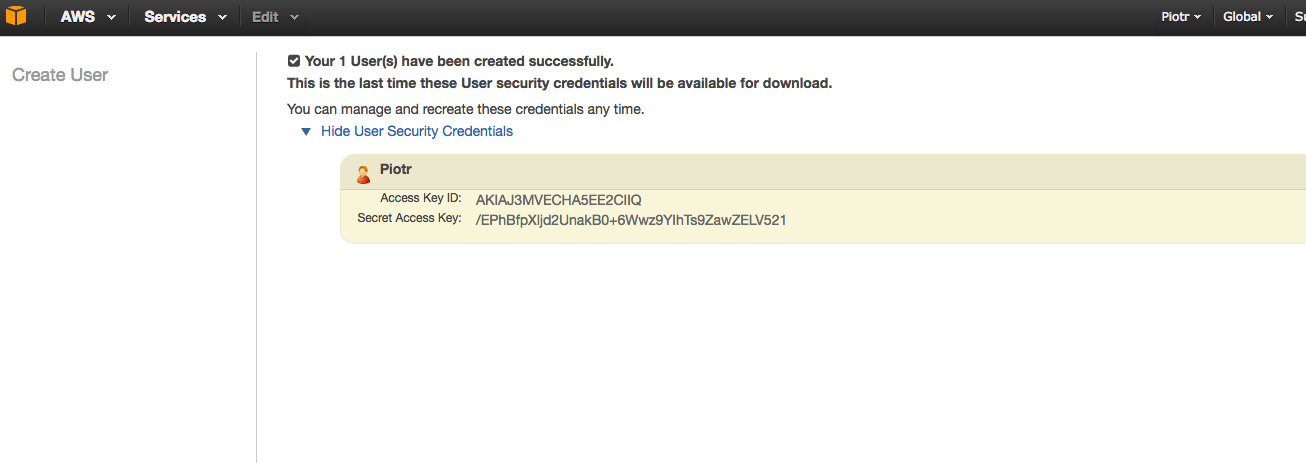 AWS Services Edit Piotr Global Su
Create User
Your 1 User(s) have been created successfully.
This is the last time these User security credentials will be available for download.
You can manage and recreate these credentials any time.
Hide User Security Credentials
Piotr
Access Key ID: AKIAJ3MVECHA5EE2CIIQ
Secret Access Key: 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